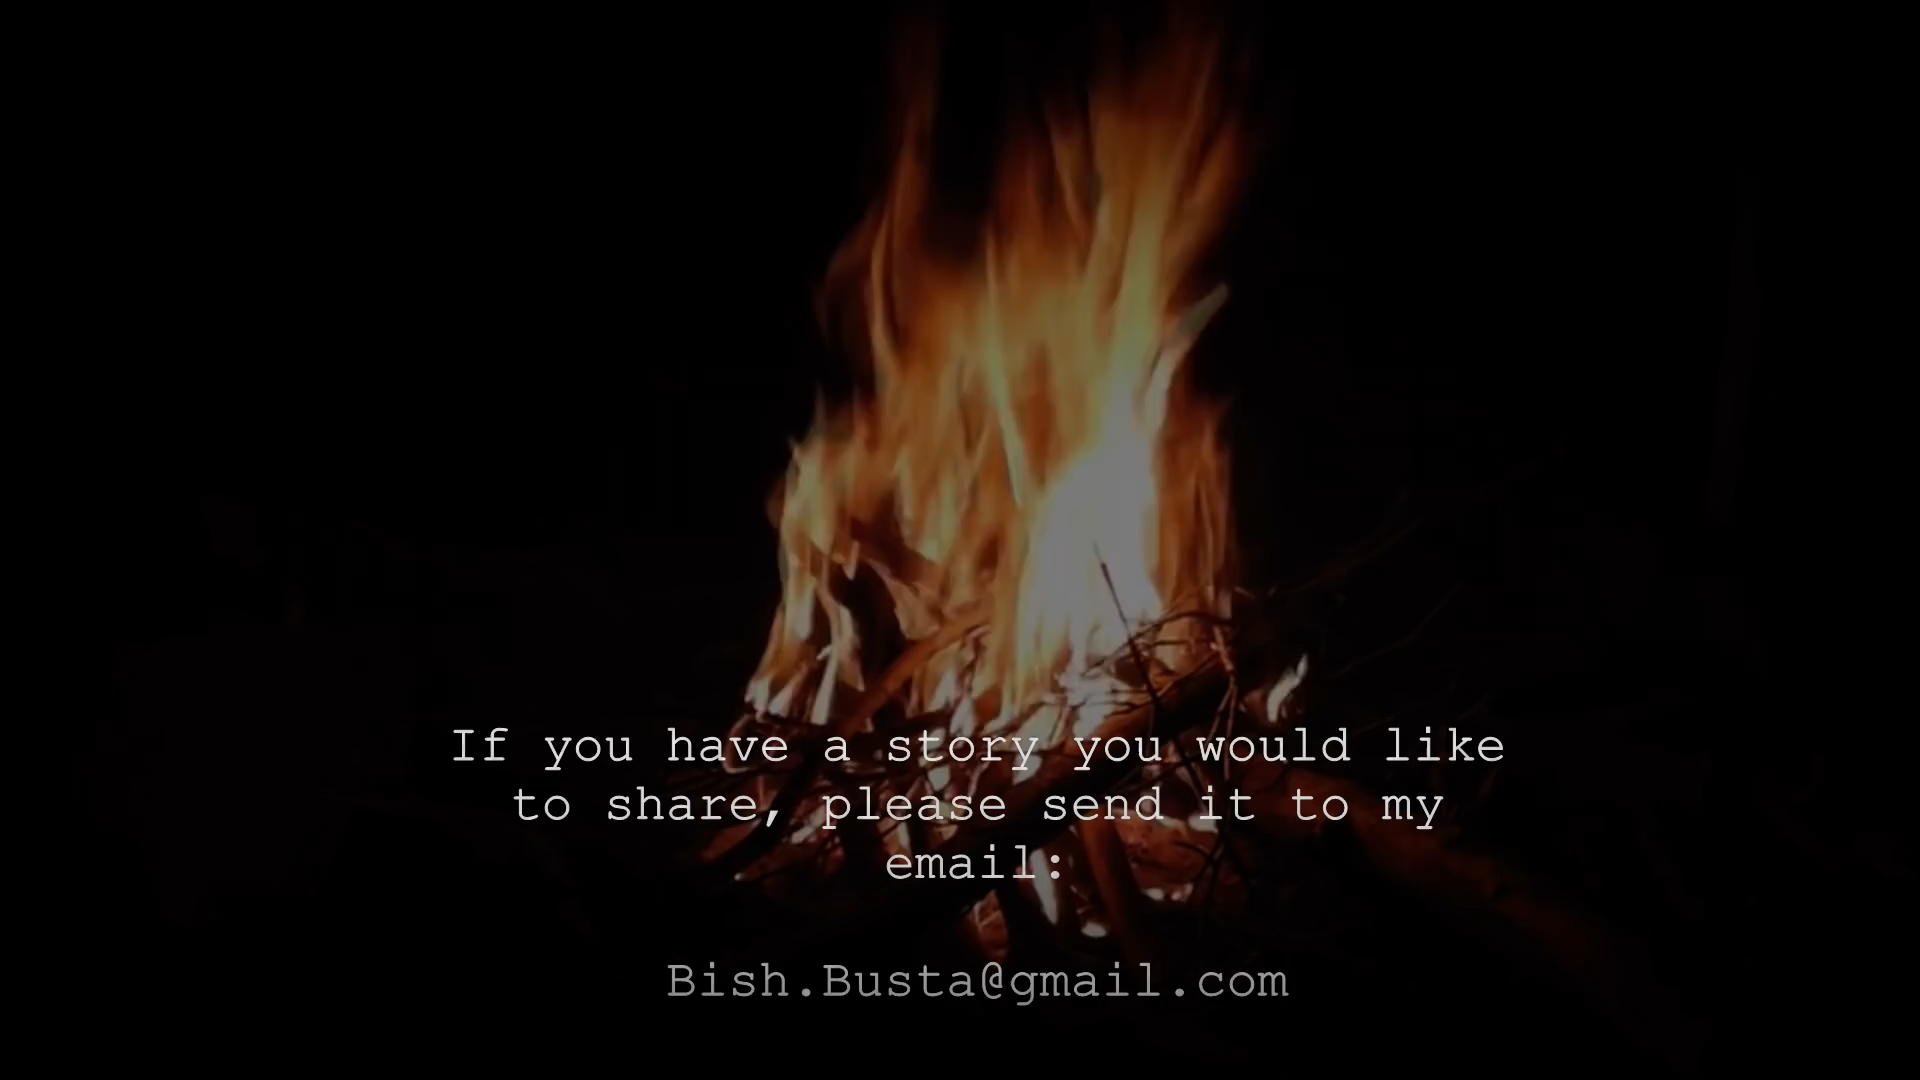 If you have a story you would like
to share, please send it to my
email:
Bish.Busta@gmail.com